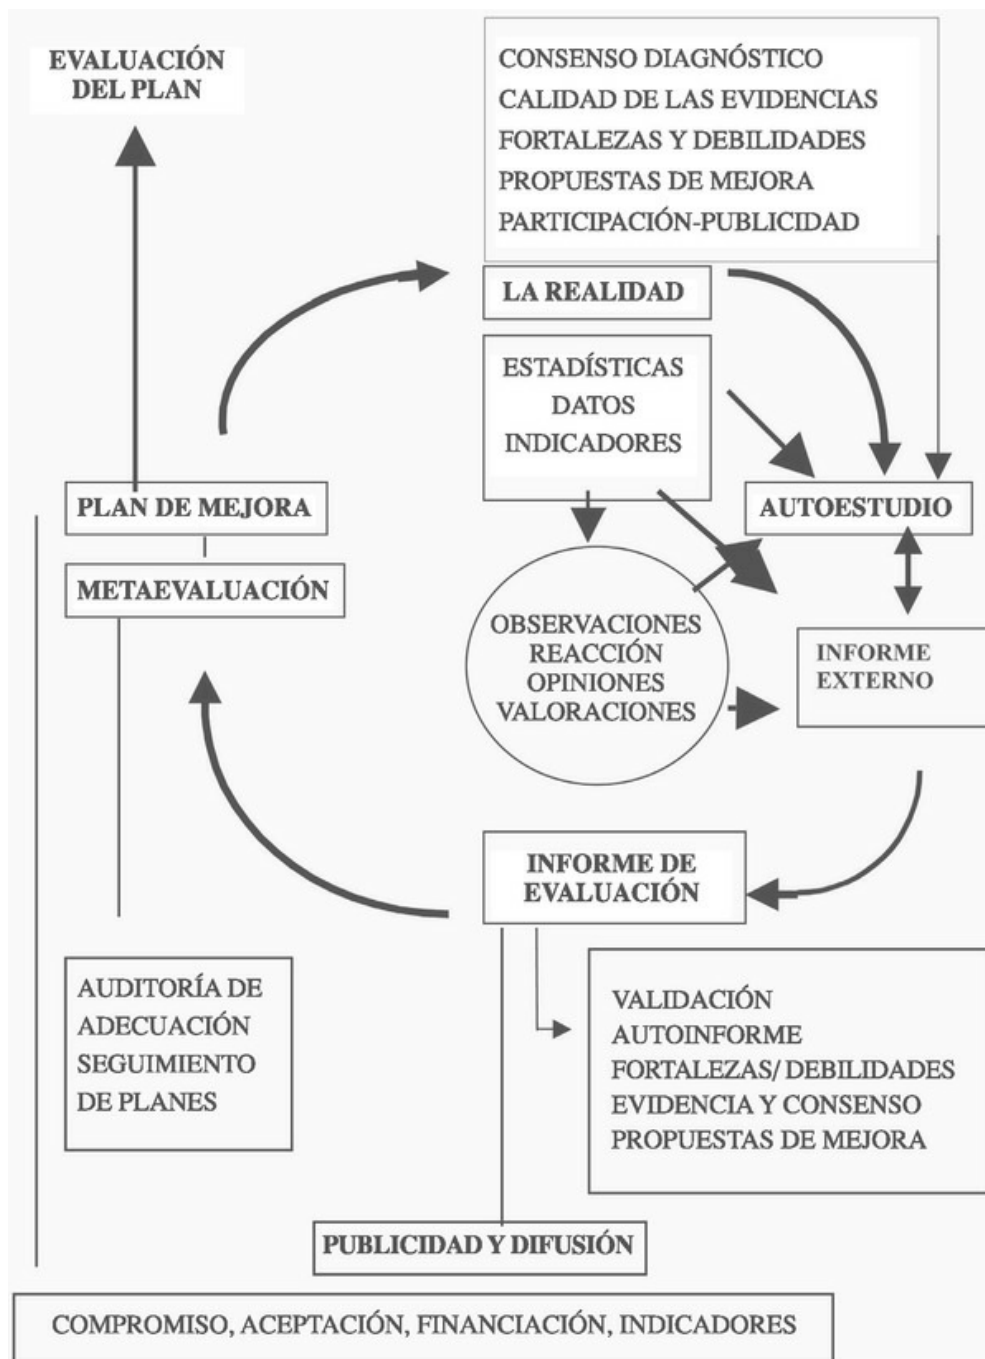 EVALUACIÓN
DEL PLAN
CONSENSO DIAGNÓSTICO
CALIDAD DE LAS EVIDENCIAS
FORTALEZAS Y DEBILIDADES
PROPUESTAS DE MEJORA
PARTICIPACIÓN-PUBLICIDAD
LA REALIDAD
ESTADÍSTICAS
DATOS
INDICADORES
PLAN DE MEJORA
AUTOESTUDIO
METAEVALUACIÓN
OBSERVACIONES
REACCIÓN
OPINIONES
VALORACIONES
INFORME
EXTERNO
INFORME DE
EVALUACIÓN
AUDITORÍA DE
ADECUACIÓN
SEGUIMIENTO
DE PLANES
VALIDACIÓN
AUTOINFORME
FORTALEZAS/ DEBILIDADES
EVIDENCIA Y CONSENSO
PROPUESTAS DE MEJORA
PUBLICIDAD Y DIFUSIÓN
COMPROMISO, ACEPTACIÓN, FINANCIACIÓN, INDICADORES